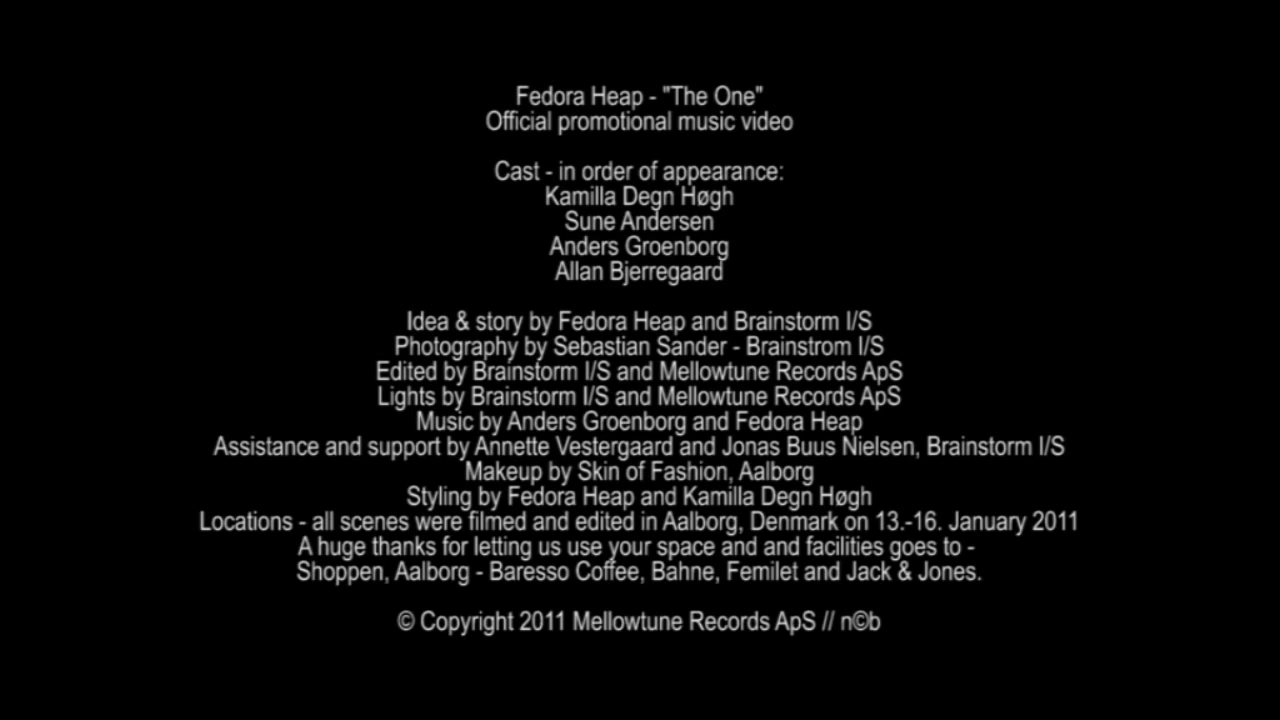 Fedora Heap - "The One"
Official promotional music video
Cast - in order of appearance:
Kamilla Degn Høgh
Sune Andersen
Anders Groenborg
Allan Bjerregaard
Idea & story by Fedora Heap and Brainstorm I/S
Photography by Sebastian Sander - Brainstrom I/S
Edited by Brainstorm I/S and Mellowtune Records ApS
Lights by Brainstorm I/S and Mellowtune Records ApS
Music by Anders Groenborg and Fedora Heap
Assistance and support by Annette Vestergaard and Jonas Buus Nielsen, Brainstorm I/S
Makeup by Skin of Fashion, Aalborg
Styling by Fedora Heap and Kamilla Degn Høgh
Locations - all scenes were filmed and edited in Aalborg, Denmark on 13.-16. January 2011
A huge thanks for letting us use your space and and facilities goes to -
Shoppen, Aalborg - Baresso Coffee, Bahne, Femilet and Jack & Jones.
© Copyright 2011 Mellowtune Records ApS // n©b